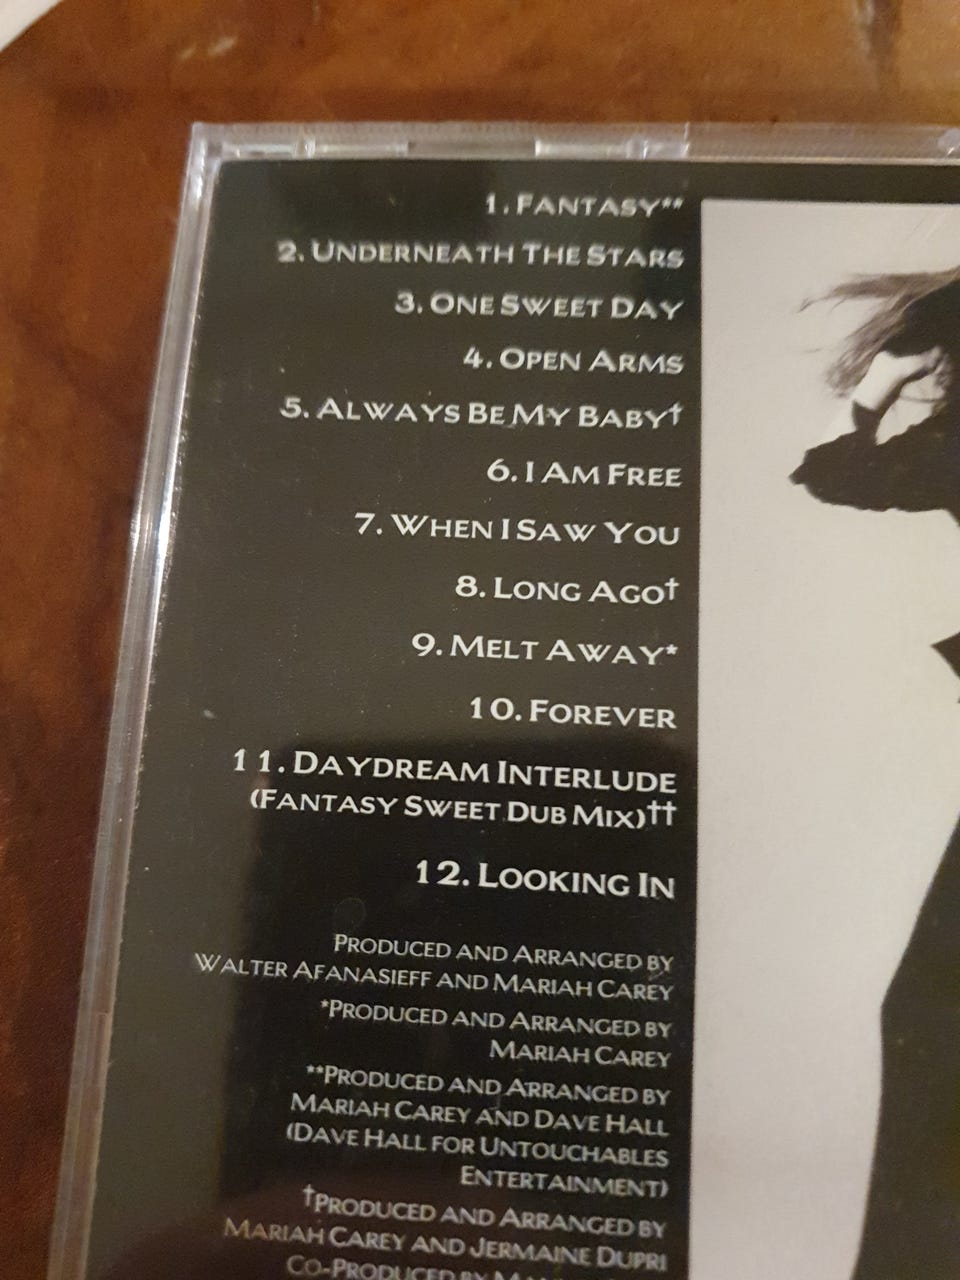 1. FANTASY**
2. UNDERNEATH THE STARS
3. ONE SWEET DAY
4. OPEN ARMS
5. ALWAYS BE MY BABY†
6. I AM FREE
7. WHEN I SAW YOU
8. LONG AGO†
9. MELT AWAY*
10. FOREVER
11. DAYDREAM INTERLUDE
(FANTASY SWEET DUB MIX)††
12. LOOKING IN
PRODUCED AND ARRANGED BY
WALTER AFANASIEFF AND MARIAH CAREY
*PRODUCED AND ARRANGED BY
MARIAH CAREY
**PRODUCED AND ARRANGED BY
MARIAH CAREY AND DAVE HALL
(DAVE HALL FOR UNTOUCHABLES
ENTERTAINMENT)
†PRODUCED AND ARRANGED BY
MARIAH CAREY AND JERMAINE DUPRI
CO-PRODUCED BY